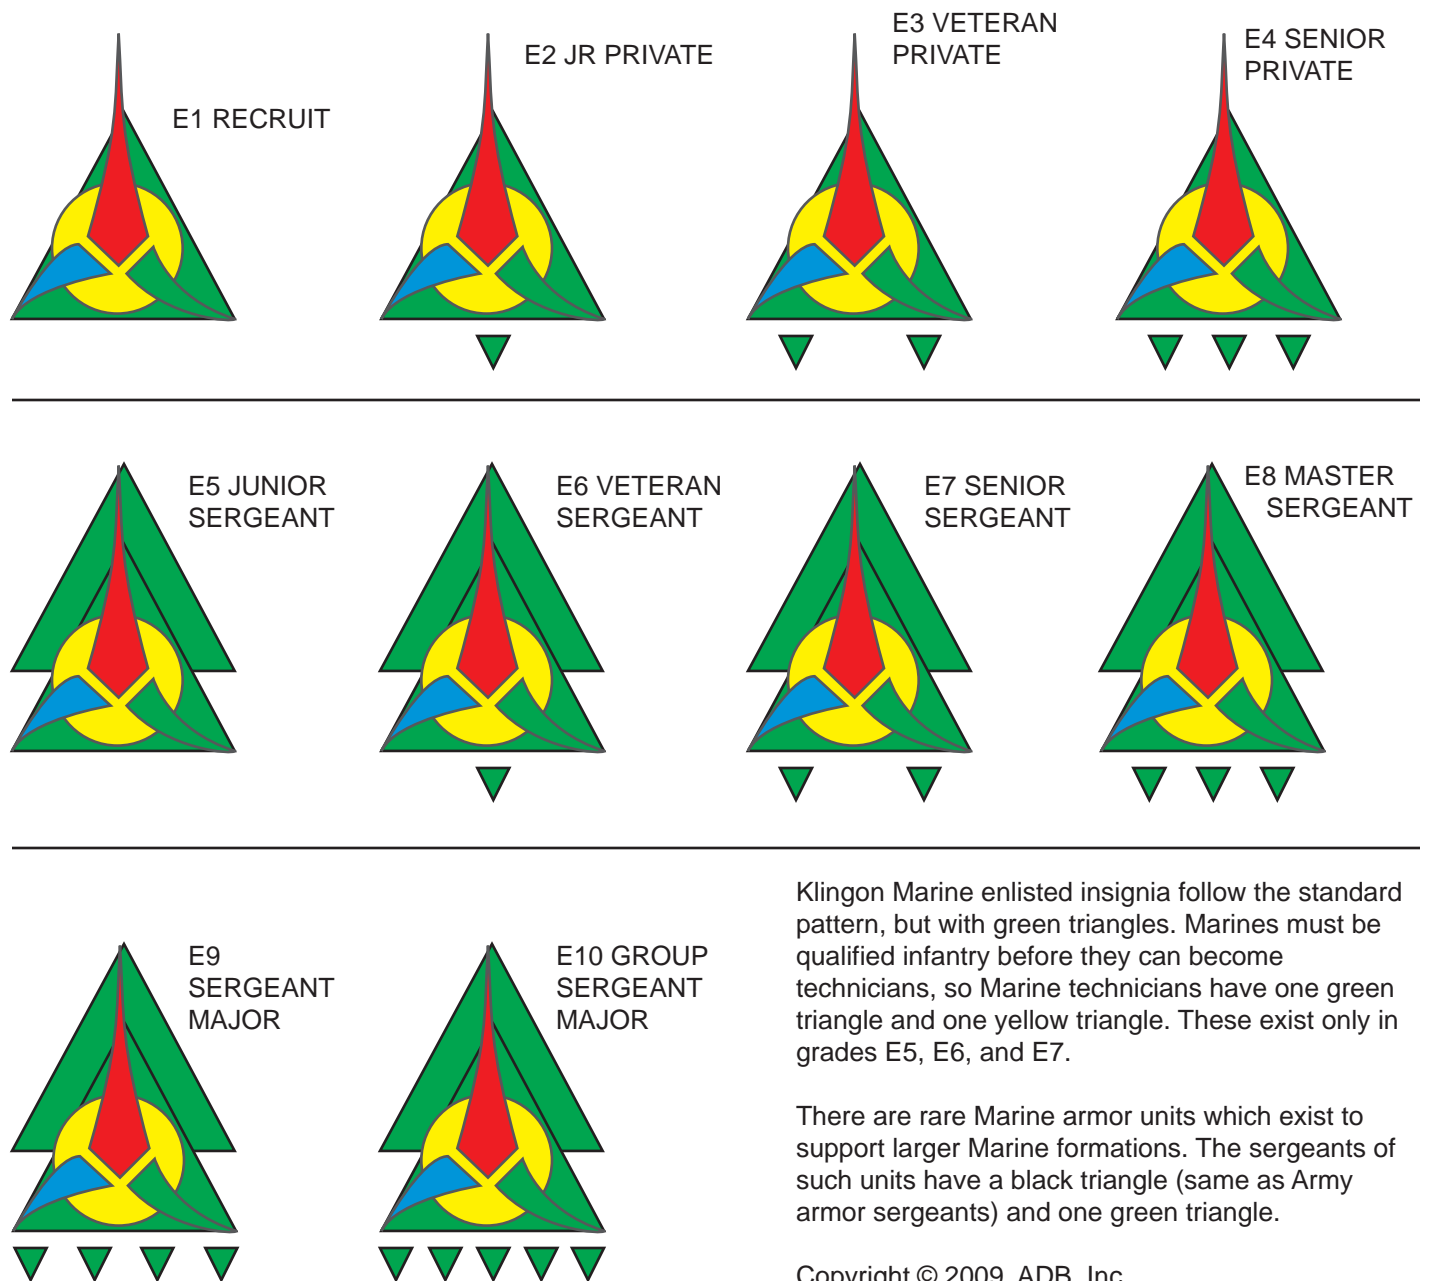 E1 RECRUIT
E2 JR PRIVATE
E3 VETERAN
PRIVATE
E4 SENIOR
PRIVATE
E5 JUNIOR
SERGEANT
E6 VETERAN
SERGEANT
E7 SENIOR
SERGEANT
E8 MASTER
SERGEANT
E9
SERGEANT
MAJOR
E10 GROUP
SERGEANT
MAJOR
Klingon Marine enlisted insignia follow the standard
pattern, but with green triangles. Marines must be
qualified infantry before they can become
technicians, so Marine technicians have one green
triangle and one yellow triangle. These exist only in
grades E5, E6, and E7.
There are rare Marine armor units which exist to
support larger Marine formations. The sergeants of
such units have a black triangle (same as Army
armor sergeants) and one green triangle.
Copyright © 2009, ADB, Inc.